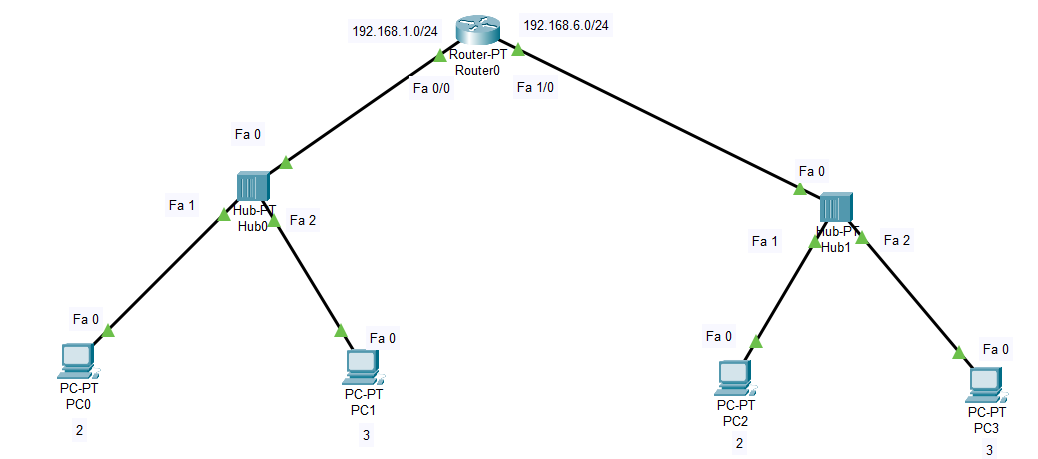 192.168.1.0/24
192.168.6.0/24
Router-PT
Router0
Fa 0/0
Fa 1/0
Fa 0
Hub-PT
Hub0
Fa 1
Fa 2
Fa 0
Hub-PT
Hub1
Fa 1
Fa 2
Fa 0
PC-PT
PC0
2
Fa 0
PC-PT
PC1
3
Fa 0
PC-PT
PC2
2
Fa 0
PC-PT
PC3
3